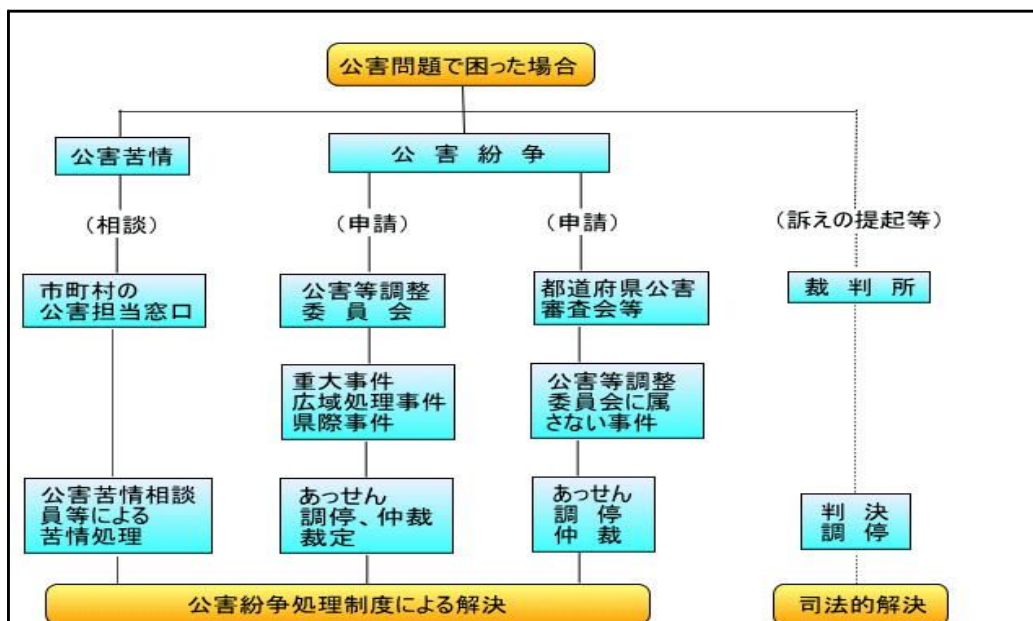 公害問題で困った場合
公害苦情
公害紛争
（相談）
（申請）
（申請）
（訴えの提起等）
市町村の
公害担当窓口
公害等調整
委員会
都道府県公害
審査会等
裁判所
重大事件
広域処理事件
県際事件
公害等調整
委員会に属
さない事件
公害苦情相談
員等による
苦情処理
あっせん
調停、仲裁
裁定
あっせん
調停
仲裁
判決
調停
公害紛争処理制度による解決
司法的解決